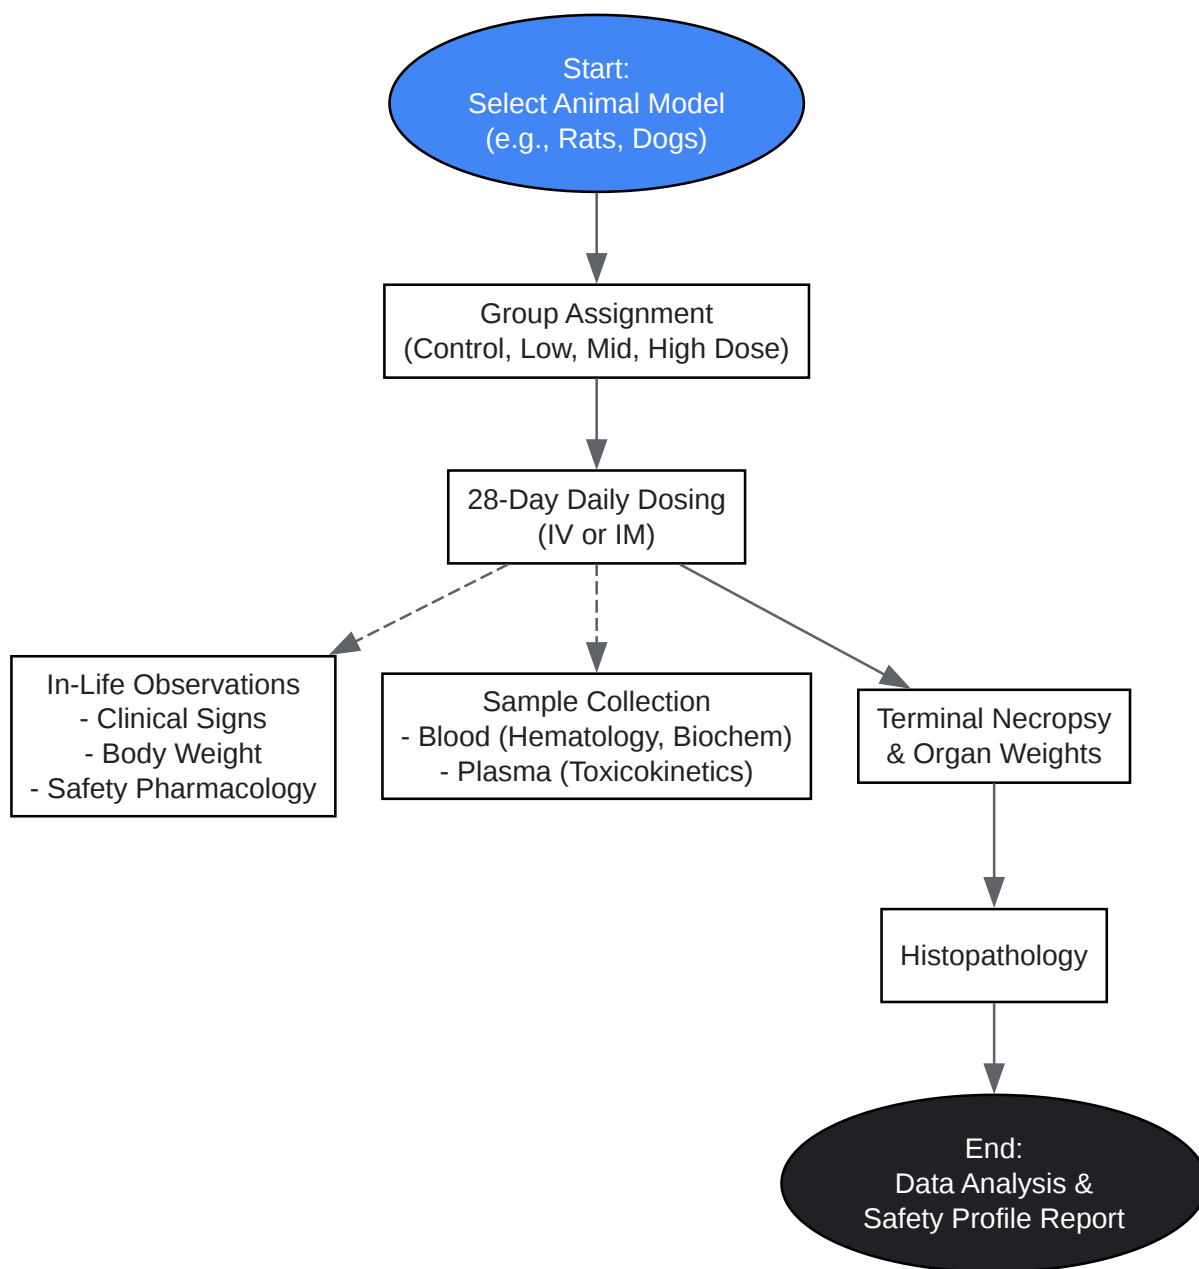 Start:
Select Animal Model
(e.g., Rats, Dogs)
Group Assignment
(Control, Low, Mid, High Dose)
28-Day Daily Dosing
(IV or IM)
In-Life Observations
- Clinical Signs
- Body Weight
- Safety Pharmacology
Sample Collection
- Blood (Hematology, Biochem)
- Plasma (Toxicokinetics)
Terminal Necropsy
& Organ Weights
Histopathology
End:
Data Analysis &
Safety Profile Report